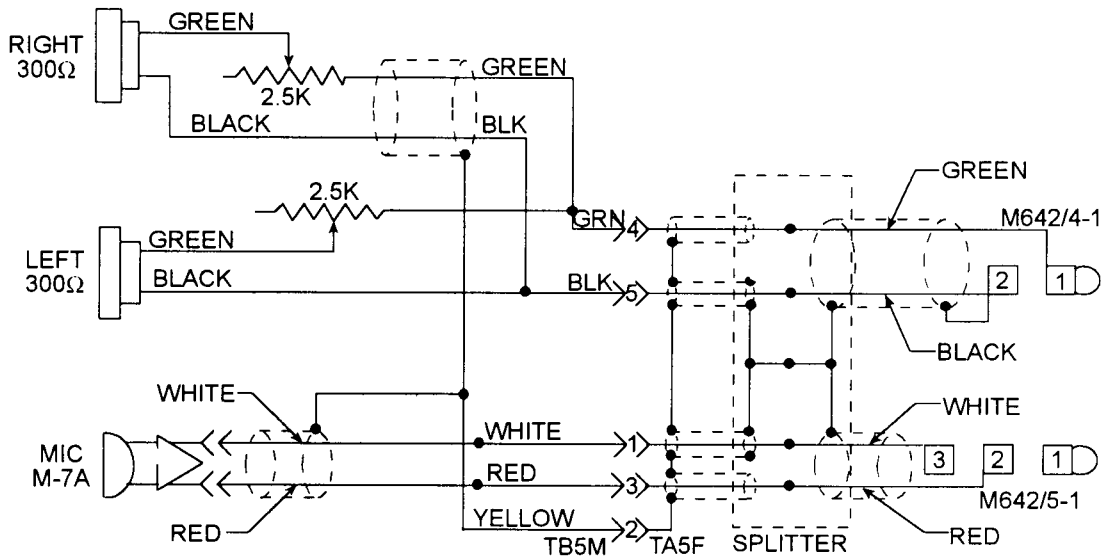 GREEN
RIGHT
300Ω
GREEN
2.5K
BLACK
BLK
GREEN
2.5K
GRN
4
M642/4-1
GREEN
LEFT
300Ω
BLACK
BLK
5
2
1
BLACK
WHITE
WHITE
WHITE
1
MIC
M-7A
3
2
1
RED
3
M642/5-1
RED
YELLOW
2
RED
TB5M
TA5F
SPLITTER